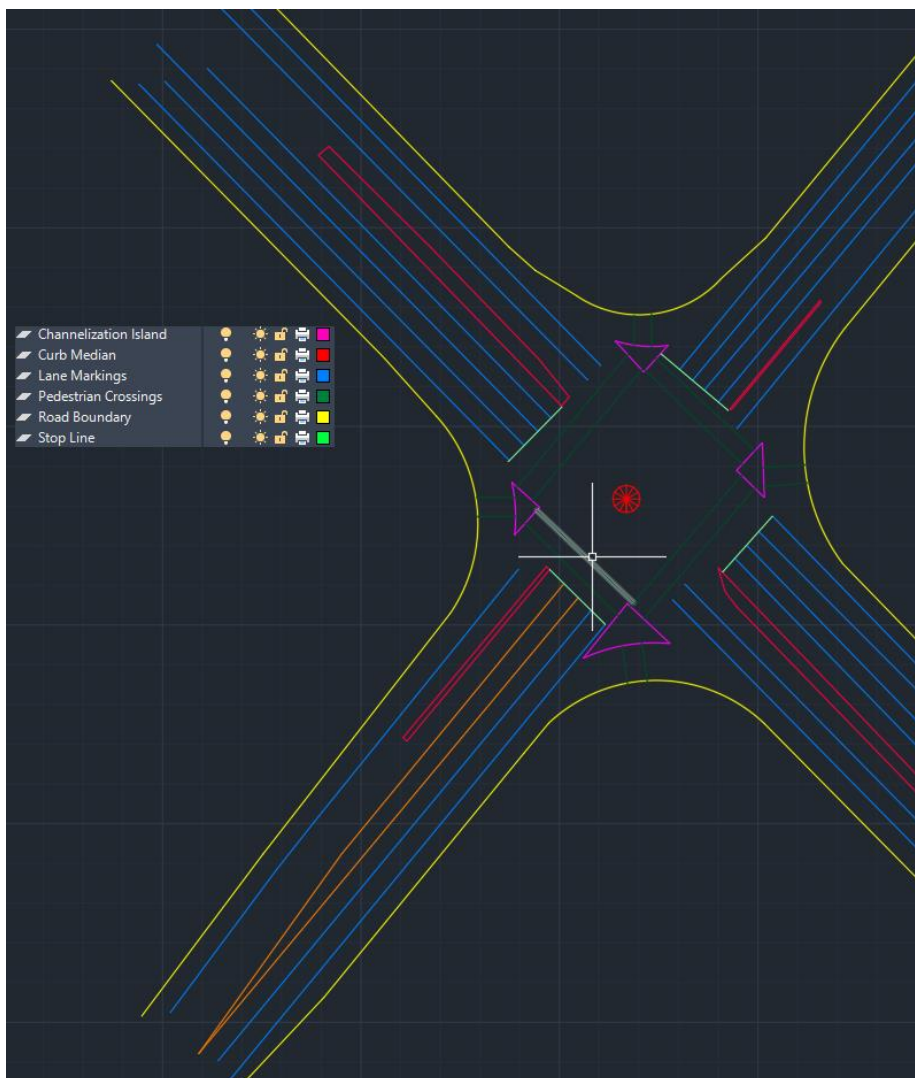 Channelization Island
Curb Median
Lane Markings
Pedestrian Crossings
Road Boundary
Stop Line